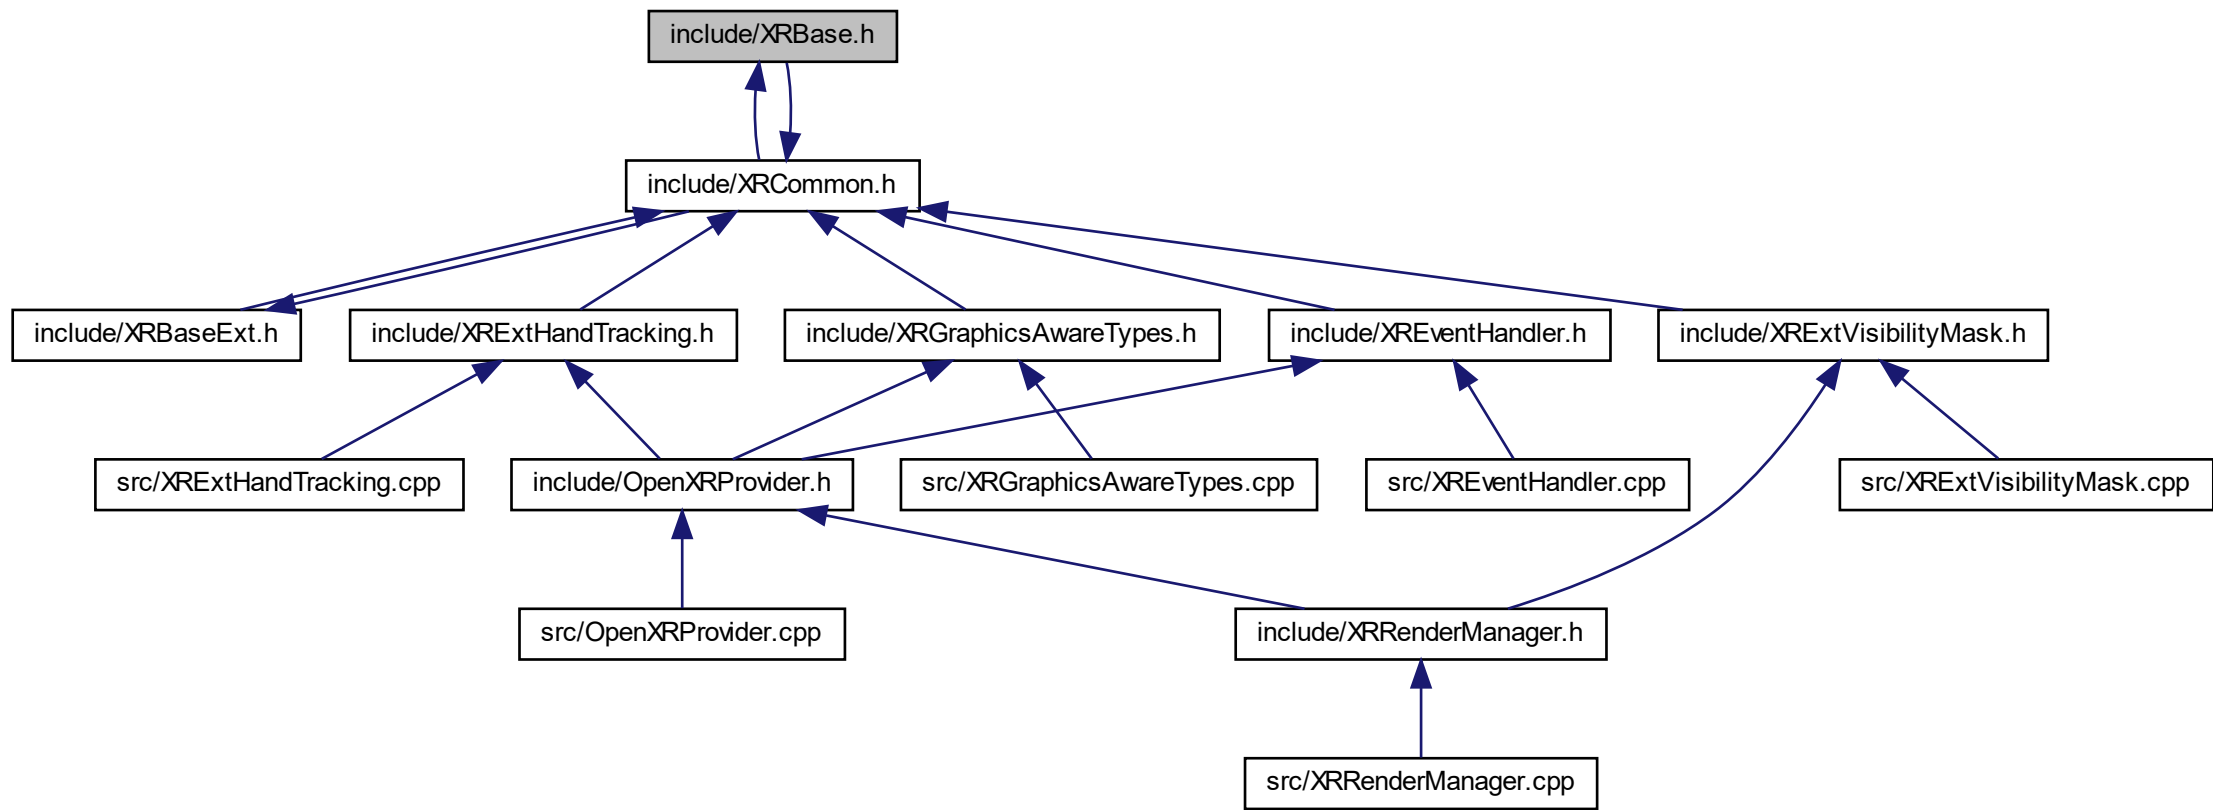 include/XRBase.h
include/XRCommon.h
include/XRBaseExt.h
include/XRExtHandTracking.h
include/XRGraphicsAwareTypes.h
include/XREventHandler.h
include/XRExtVisibilityMask.h
src/XRExtHandTracking.cpp
include/OpenXRProvider.h
src/XRGraphicsAwareTypes.cpp
src/XREventHandler.cpp
src/XRExtVisibilityMask.cpp
src/OpenXRProvider.cpp
include/XRRenderManager.h
src/XRRenderManager.cpp